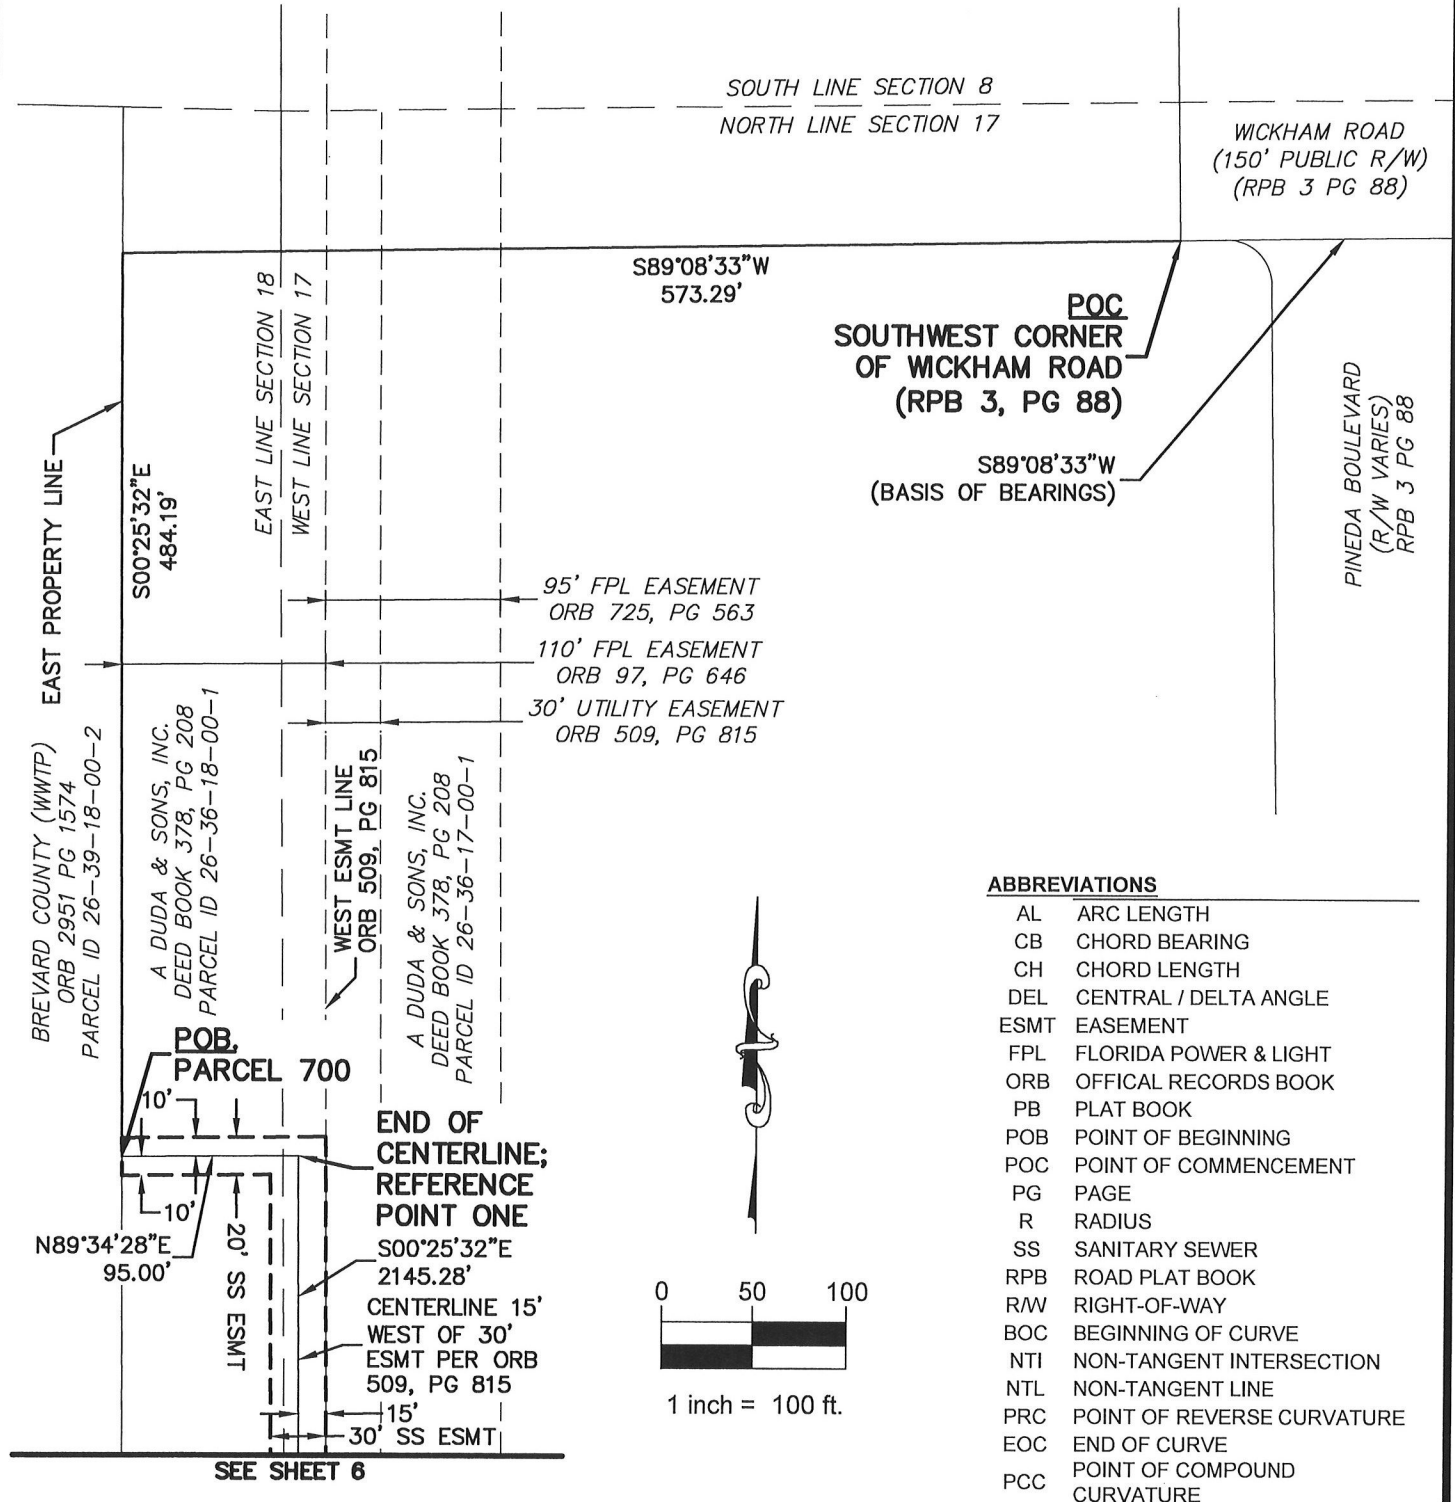 SOUTH LINE SECTION 8
NORTH LINE SECTION 17
WICKHAM ROAD
(150' PUBLIC R/W)
(RPB 3 PG 88)
S89°08'33"W
573.29'
POC
SOUTHWEST CORNER
OF WICKHAM ROAD
(RPB 3, PG 88)
S89°08'33"W
(BASIS OF BEARINGS)
PINEDA BOULEVARD
(R/W VARIES)
RPB 3 PG 88
EAST LINE SECTION 18
WEST LINE SECTION 17
EAST PROPERTY LINE
S00°25'32"E
484.19'
95' FPL EASEMENT
ORB 725, PG 563
110' FPL EASEMENT
ORB 97, PG 646
30' UTILITY EASEMENT
ORB 509, PG 815
BREVARD COUNTY (WWTP)
ORB 2951 PG 1574
PARCEL ID 26-39-18-00-2
A DUDA & SONS, INC.
DEED BOOK 378, PG 208
PARCEL ID 26-36-18-00-1
WEST ESMT LINE
ORB 509, PG 815
A DUDA & SONS, INC.
DEED BOOK 378, PG 208
PARCEL ID 26-36-17-00-1
POB,
PARCEL 700
10'
10'
N89°34'28"E
95.00'
20' SS ESMT
END OF
CENTERLINE;
REFERENCE
POINT ONE
S00°25'32"E
2145.28'
CENTERLINE 15'
WEST OF 30'
ESMT PER ORB
509, PG 815
15'
30' SS ESMT
SEE SHEET 6
0 50 100
1 inch = 100 ft.
ABBREVIATIONS
AL ARC LENGTH
CB CHORD BEARING
CH CHORD LENGTH
DEL CENTRAL / DELTA ANGLE
ESMT EASEMENT
FPL FLORIDA POWER & LIGHT
ORB OFFICAL RECORDS BOOK
PB PLAT BOOK
POB POINT OF BEGINNING
POC POINT OF COMMENCEMENT
PG PAGE
R RADIUS
SS SANITARY SEWER
RPB ROAD PLAT BOOK
R/W RIGHT-OF-WAY
BOC BEGINNING OF CURVE
NTI NON-TANGENT INTERSECTION
NTL NON-TANGENT LINE
PRC POINT OF REVERSE CURVATURE
EOC END OF CURVE
PCC POINT OF COMPOUND
CURVATURE